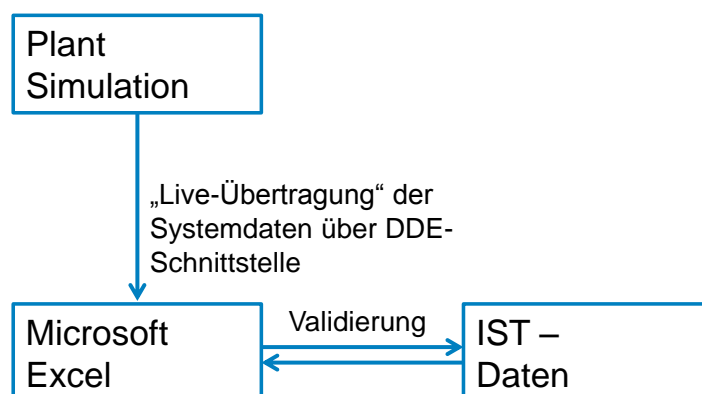 Plant
Simulation
„Live-Übertragung“ der
Systemdaten über DDE-
Schnittstelle
Microsoft
Excel
Validierung
IST –
Daten